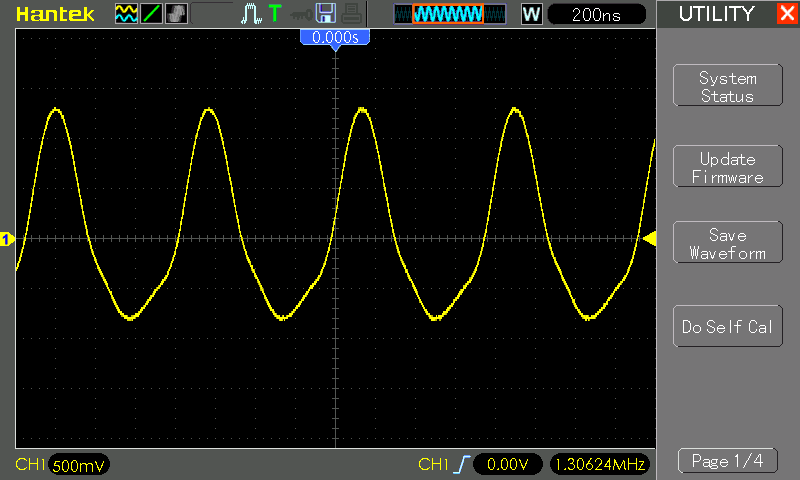 Hantek T W 200ns UTILITY X
0.000s
System
Status
Update
Firmware
1
Save
Waveform
Do Self Cal
CH1 500mV CH1 0.00V 1.30624MHz Page 1/4